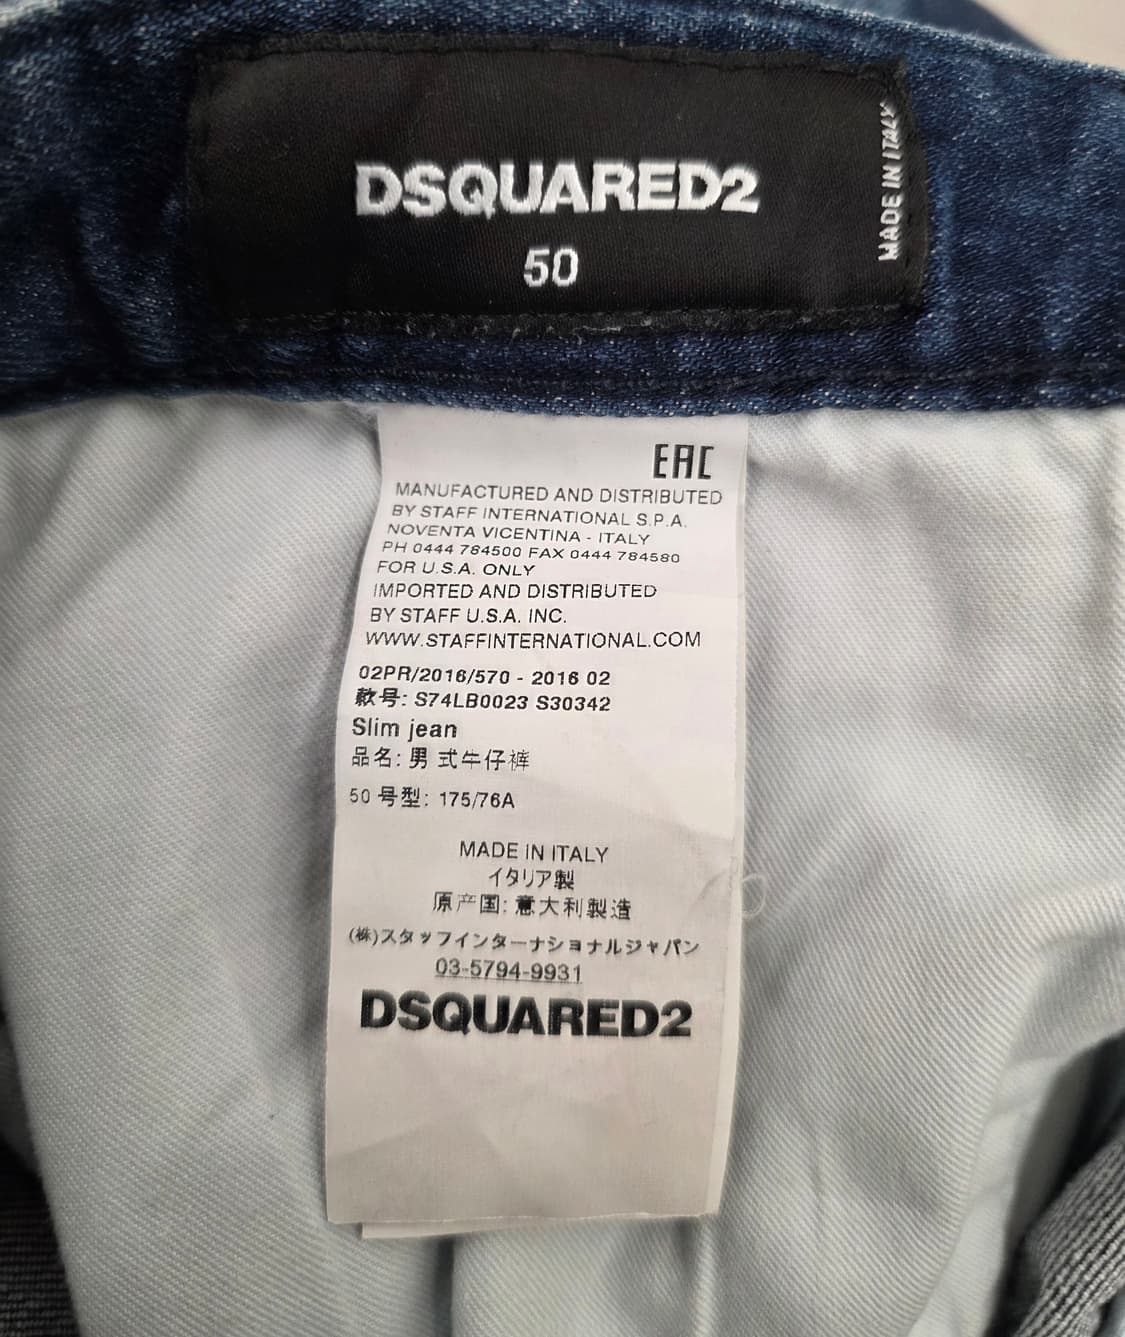 DSQUARED2
50
MADE IN ITALY
EAC
MANUFACTURED AND DISTRIBUTED
BY STAFF INTERNATIONAL S.P.A.
NOVENTA VICENTINA - ITALY
PH 0444 784500 FAX 0444 784580
FOR U.S.A. ONLY
IMPORTED AND DISTRIBUTED
BY STAFF U.S.A. INC.
WWW.STAFFINTERNATIONAL.COM
02PR/2016/570 - 2016 02
款号: S74LB0023 S30342
Slim jean
品名: 男 式牛仔裤
50 号型: 175/76A
MADE IN ITALY
イタリア製
原产国: 意大利製造
(株)スタッフインターナショナルジャパン
03-5794-9931
DSQUARED2